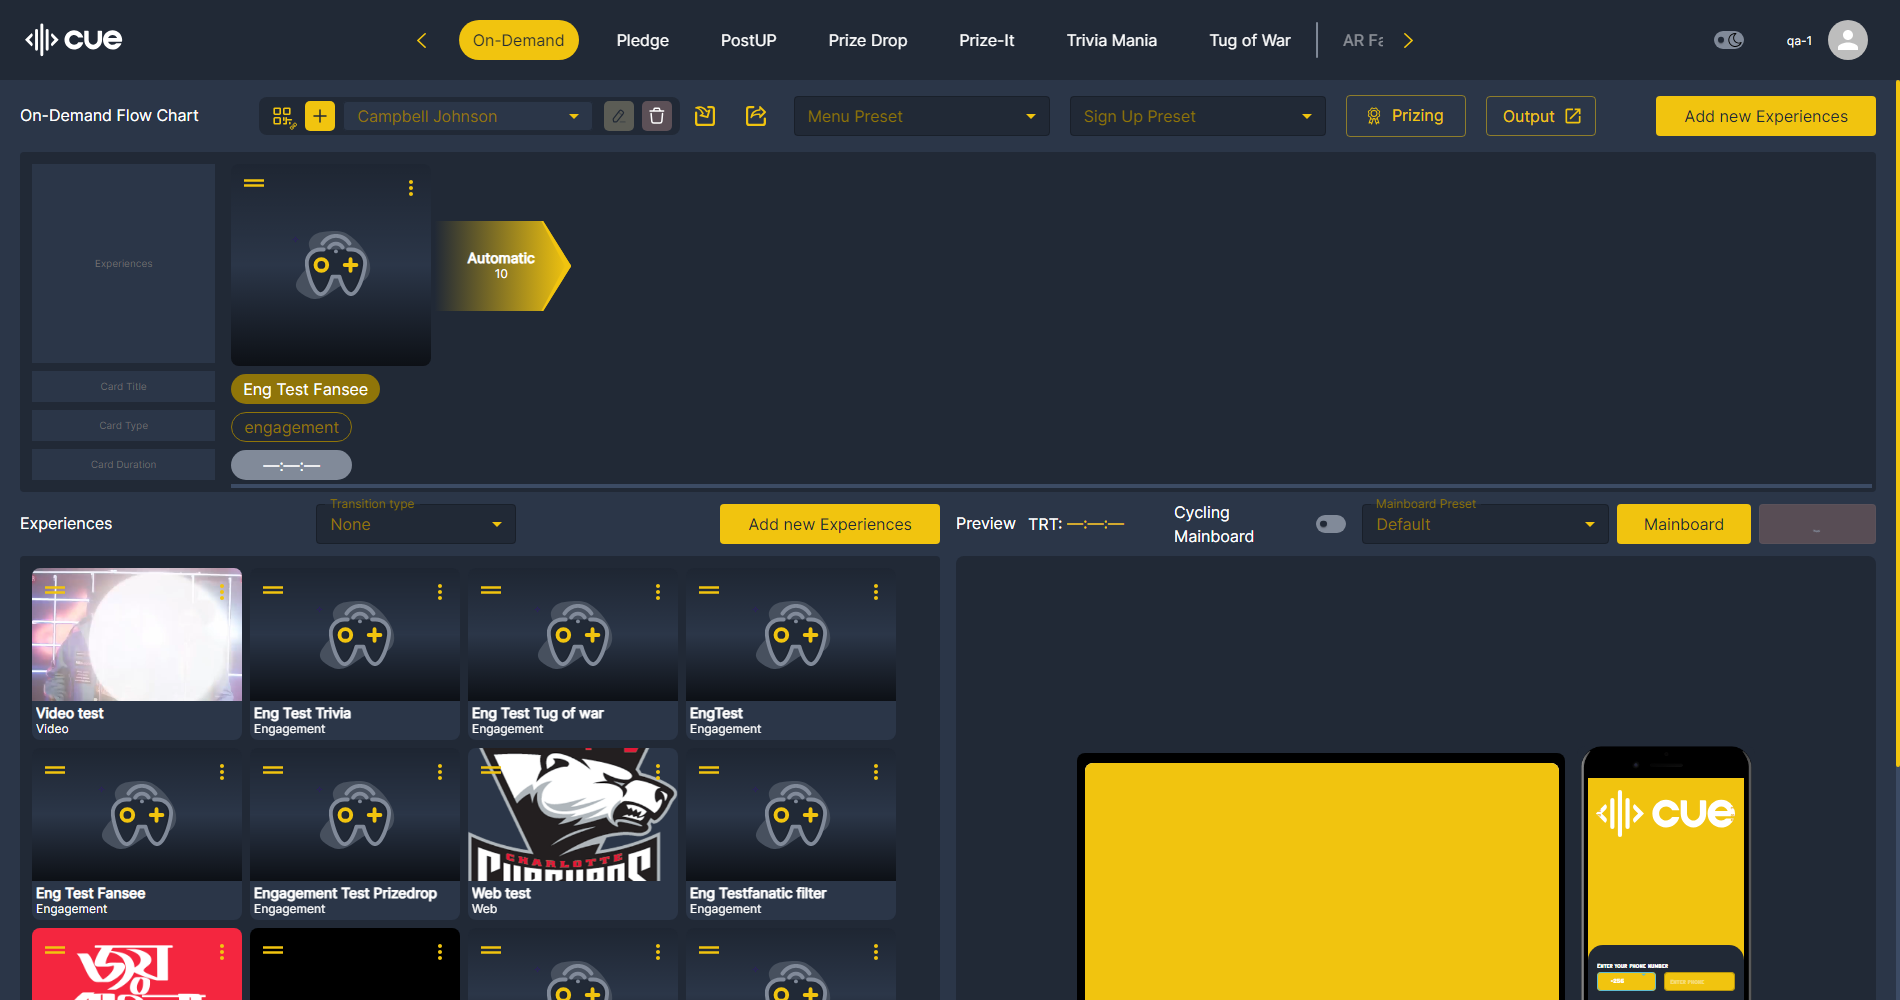 cue
On-Demand
Pledge
PostUP
Prize Drop
Prize-It
Trivia Mania
Tug of War
AR Fa
qa-1
On-Demand Flow Chart
Campbell Johnson
Menu Preset
Sign Up Preset
Prizing
Output
Add new Experiences
Experiences
Automatic
10
Card Title
Eng Test Fansee
Card Type
engagement
Card Duration
—:—:—
Experiences
Transition type
None
Add new Experiences
Preview
TRT: —:—:—
Cycling
Mainboard
Mainboard Preset
Default
Mainboard
-
Video test
Video
Eng Test Trivia
Engagement
Eng Test Tug of war
Engagement
EngTest
Engagement
Eng Test Fansee
Engagement
Engagement Test Prizedrop
Engagement
CHARLOTTE
Web test
Web
Eng Testfanatic filter
Engagement
জয়
cue
ENTER YOUR PHONE NUMBER
ENTER PHONE